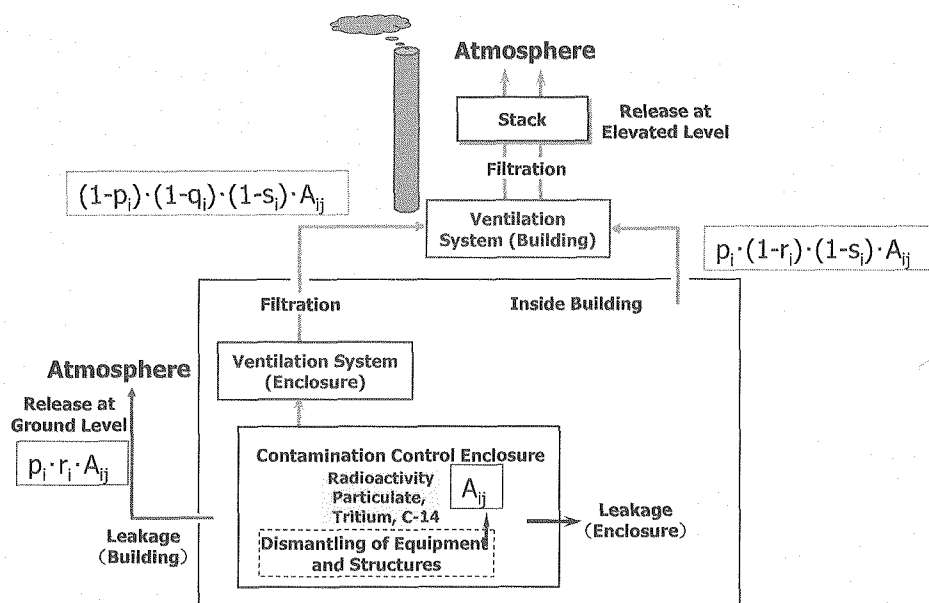 Atmosphere
Stack
Release at
Elevated Level
Filtration
(1-pᵢ)·(1-qᵢ)·(1-sᵢ)·Aᵢⱼ
Ventilation
System (Building)
pᵢ·(1-rᵢ)·(1-sᵢ)·Aᵢⱼ
Filtration
Inside Building
Ventilation System
(Enclosure)
Atmosphere
Release at
Ground Level
pᵢ·rᵢ·Aᵢⱼ
Contamination Control Enclosure
Radioactivity
Particulate,
Tritium, C-14
Aᵢⱼ
Leakage
(Building)
Leakage
(Enclosure)
Dismantling of Equipment
and Structures